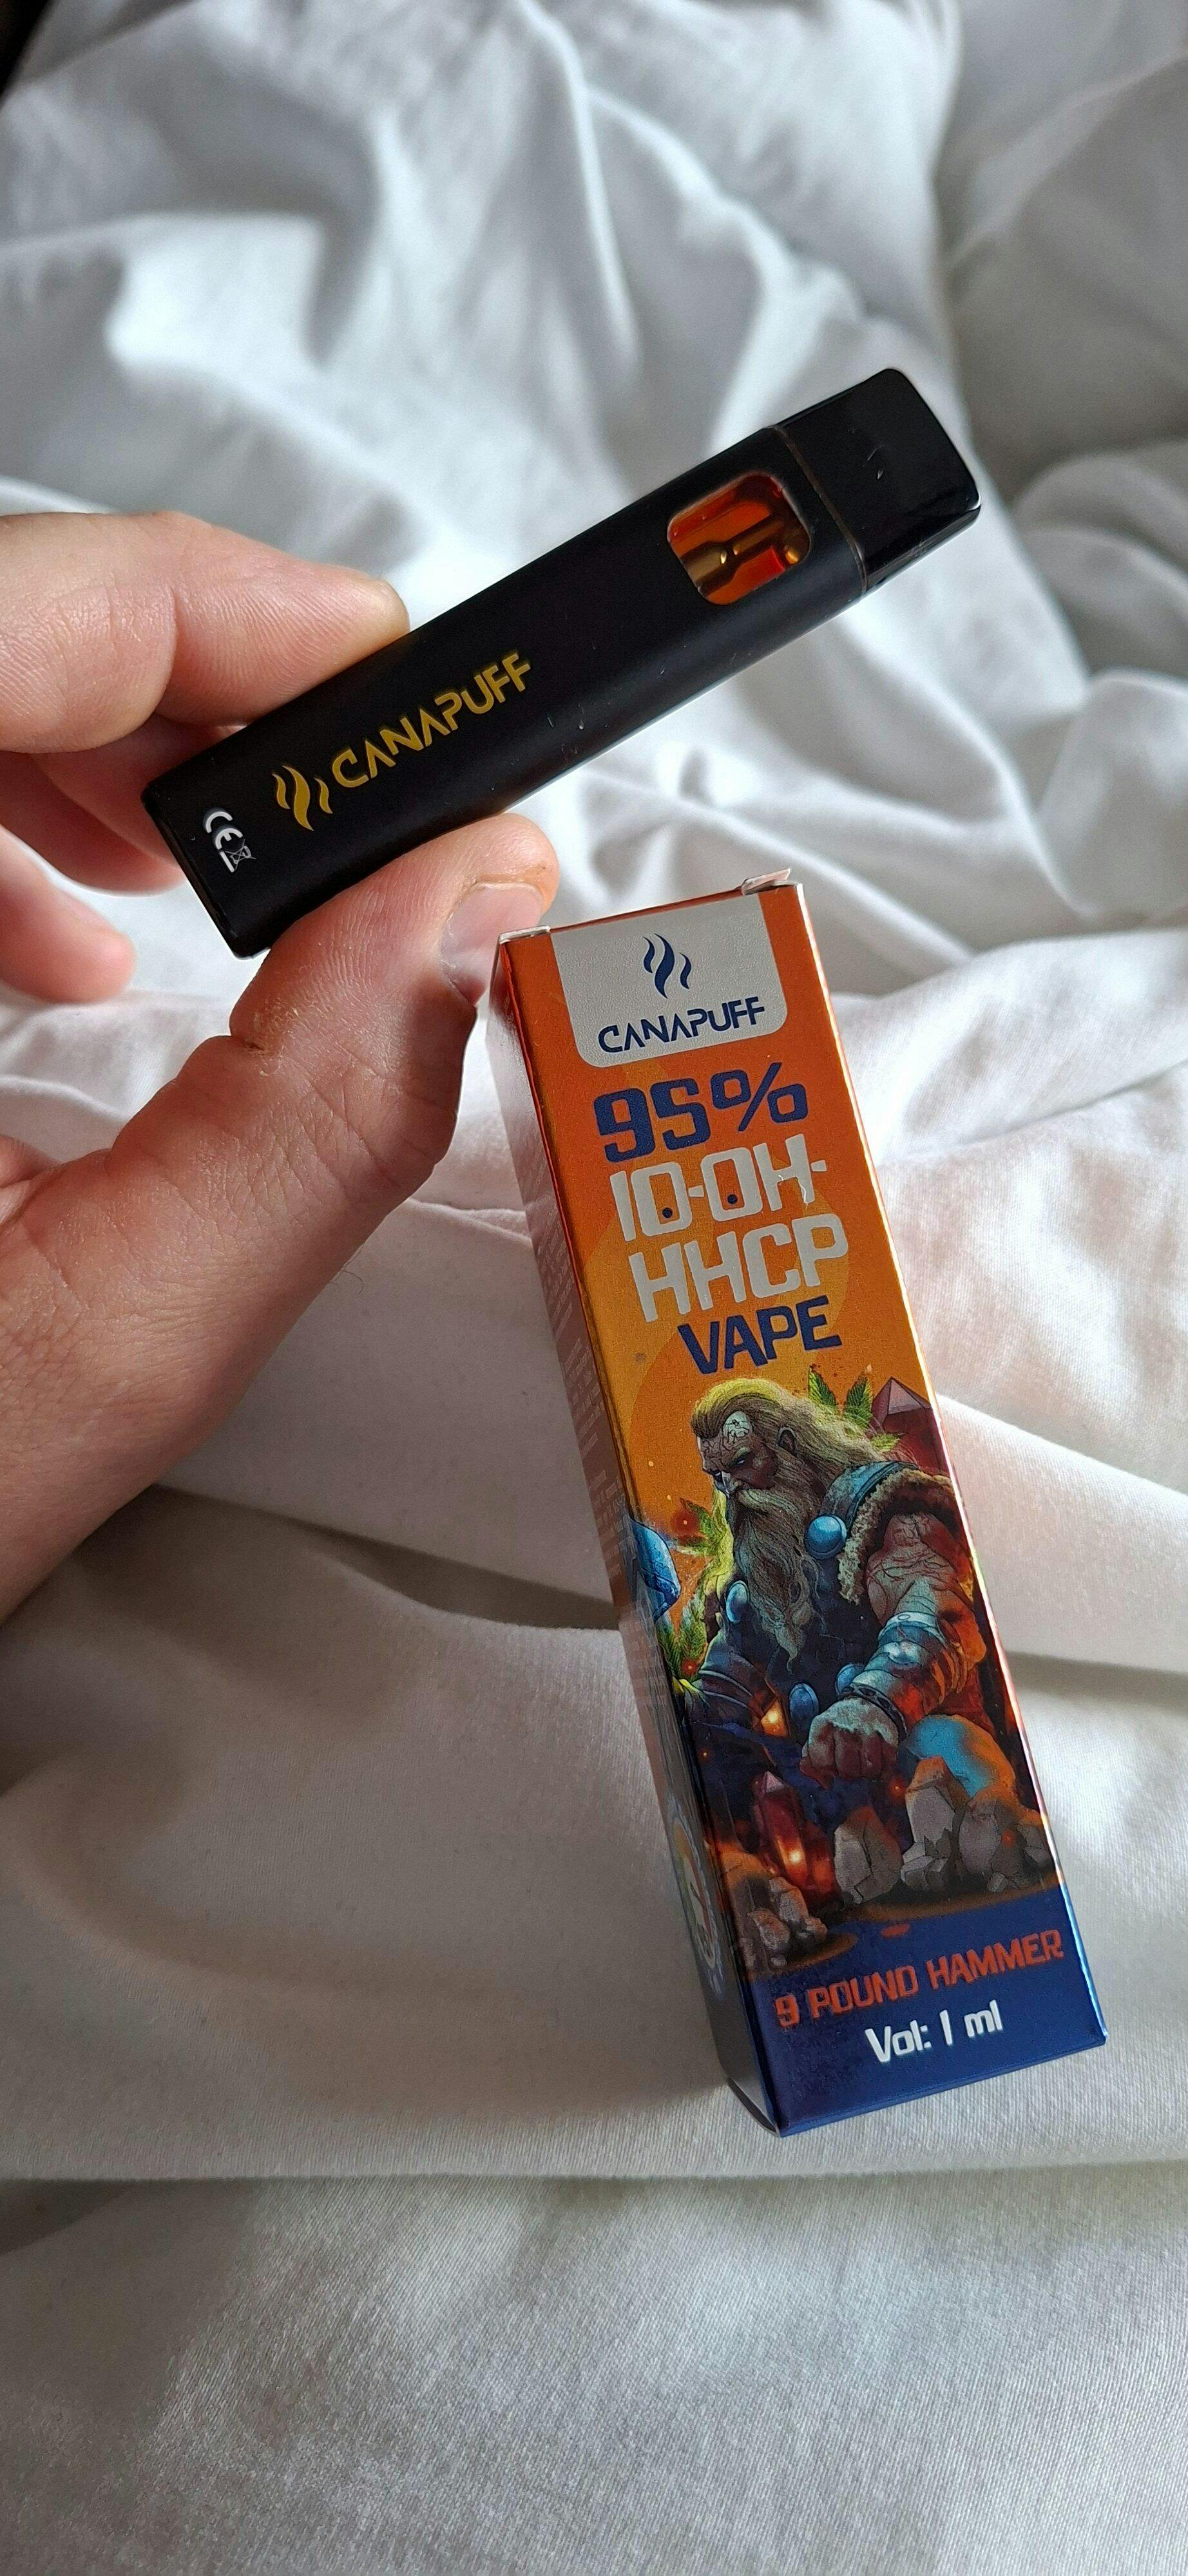 CANAPUFF
CE
CANAPUFF
95%
10-OH-
HHCP
VAPE
9 POUND HAMMER
Vol: 1 ml